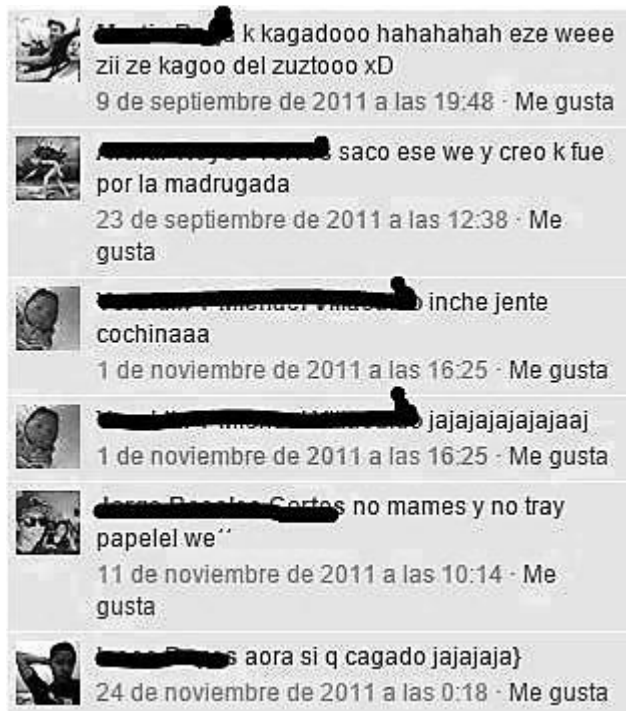 k kagadooo hahahahah eze weee
zii ze kagoo del zuztooo xD
9 de septiembre de 2011 a las 19:48 · Me gusta
saco ese we y creo k fue
por la madrugada
23 de septiembre de 2011 a las 12:38 · Me
gusta
inche jente
cochinaaa
1 de noviembre de 2011 a las 16:25 · Me gusta
jajajajajajajaaj
1 de noviembre de 2011 a las 16:25 · Me gusta
no mames y no tray
papelel we´´
11 de noviembre de 2011 a las 10:14 · Me
gusta
aora si q cagado jajajaja}
24 de noviembre de 2011 a las 0:18 · Me gusta